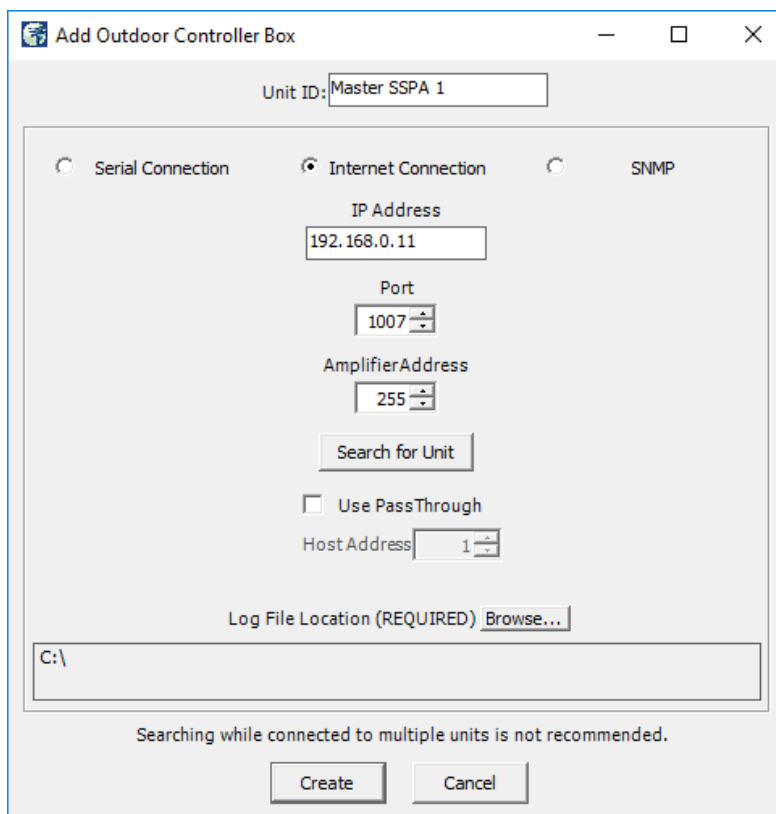 Add Outdoor Controller Box
Unit ID: Master SSPA 1
Serial Connection Internet Connection SNMP
IP Address
192.168.0.11
Port
1007
AmplifierAddress
255
Search for Unit
Use PassThrough
Host Address 1
Log File Location (REQUIRED) Browse...
C:\
Searching while connected to multiple units is not recommended.
Create Cancel